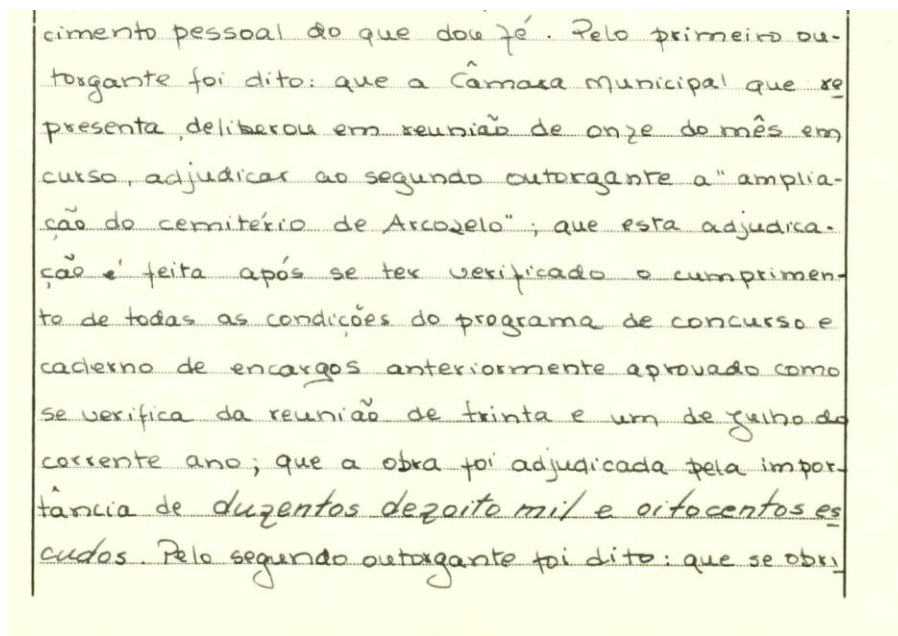 cimento pessoal do que dou fé. Pelo primeiro ou-
torgante foi dito: que a Câmara Municipal que re
presenta, deliberou em reunião de onze do mês em
curso, adjudicar ao segundo outorgante a "amplia-
ção do cemitério de Arcozelo"; que esta adjudica-
ção é feita após se ter verificado o cumprimen-
to de todas as condições do programa de concurso e
caderno de encargos anteriormente aprovado como
se verifica da reunião de trinta e um de julho do
corrente ano; que a obra foi adjudicada pela impor-
tância de duzentos dezoito mil e oitocentos es
cudos. Pelo segundo outorgante foi dito: que se obri